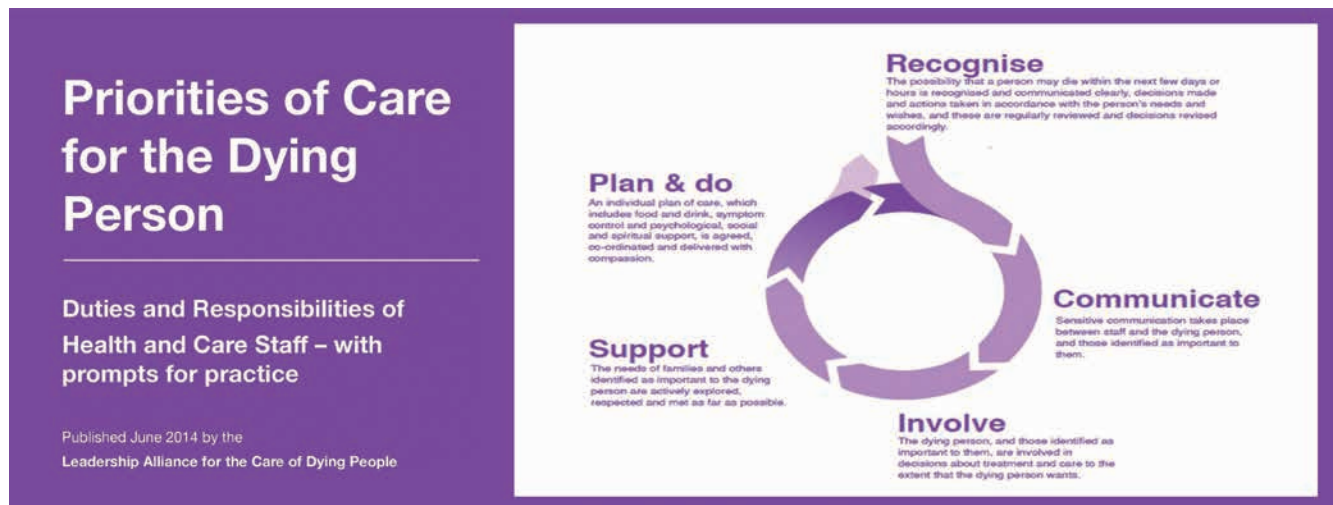 Priorities of Care
for the Dying
Person
Duties and Responsibilities of
Health and Care Staff – with
prompts for practice
Published June 2014 by the
Leadership Alliance for the Care of Dying People
Recognise
The possibility that a person may die within the next few days or
hours is recognised and communicated clearly, decisions made
and actions taken in accordance with the person's needs and
wishes, and these are regularly reviewed and decisions revised
accordingly.
Communicate
Sensitive communication takes place
between staff and the dying person,
and those identified as important to
them.
Involve
The dying person, and those identified as
important to them, are involved in
decisions about treatment and care to the
extent that the dying person wants.
Support
The needs of families and others
identified as important to the dying
person are actively explored,
respected and met as far as possible.
Plan & do
An individual plan of care, which
includes food and drink, symptom
control and psychological, social
and spiritual support, is agreed,
co-ordinated and delivered with
compassion.